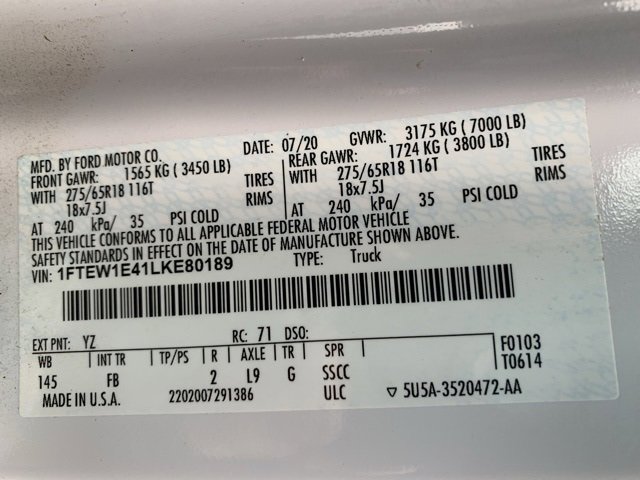 MFD. BY FORD MOTOR CO. DATE: 07/20 GVWR: 3175 KG ( 7000 LB)
FRONT GAWR: 1565 KG ( 3450 LB) REAR GAWR: 1724 KG ( 3800 LB)
WITH 275/65R18 116T TIRES WITH 275/65R18 116T TIRES
18x7.5J RIMS 18x7.5J RIMS
AT 240 kPa/ 35 PSI COLD AT 240 kPa/ 35 PSI COLD
THIS VEHICLE CONFORMS TO ALL APPLICABLE FEDERAL MOTOR VEHICLE
SAFETY STANDARDS IN EFFECT ON THE DATE OF MANUFACTURE SHOWN ABOVE.
VIN: 1FTEW1E41LKE80189 TYPE: Truck
EXT PNT: YZ RC: 71 DSO:
WB INT TR TP/PS R AXLE TR SPR F0103
145 FB 2 L9 G SSCC T0614
MADE IN U.S.A. 2202007291386 ULC ▽ 5U5A-3520472-AA